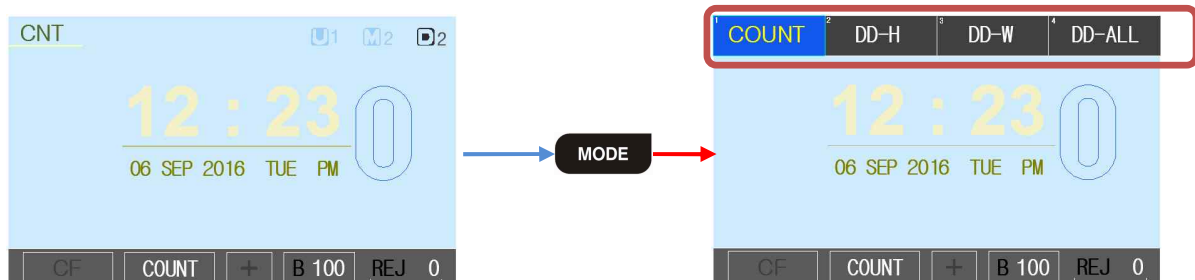 CNT U1 M2 D2
12 : 23 0
06 SEP 2016 TUE PM
CF COUNT + B 100 REJ 0
MODE
1 COUNT 2 DD-H 3 DD-W 4 DD-ALL
12 : 23 0
06 SEP 2016 TUE PM
CF COUNT + B 100 REJ 0